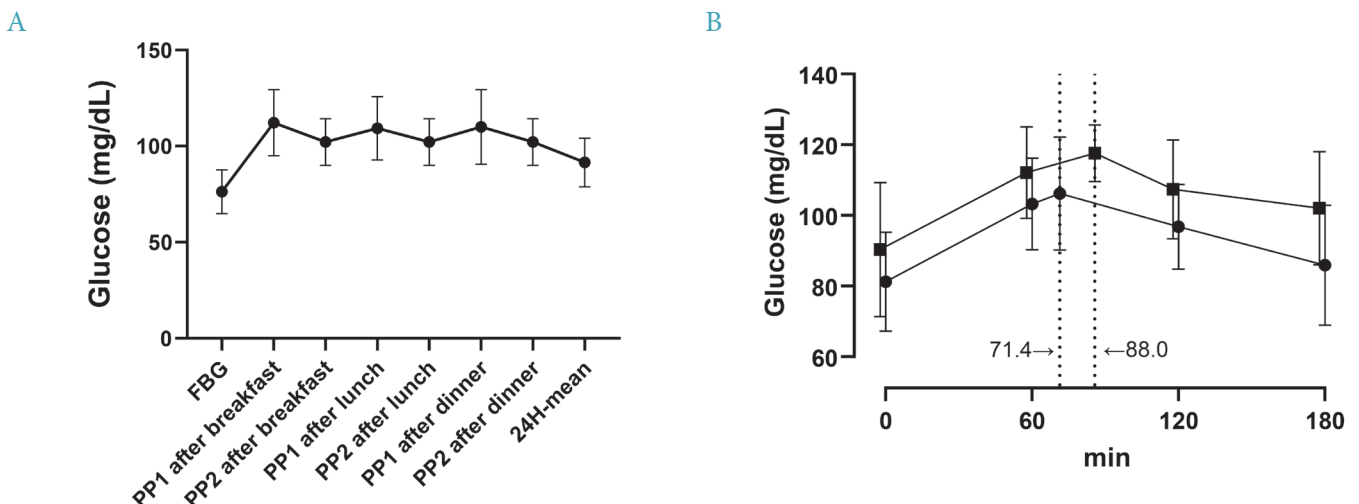 A
Glucose (mg/dL)
150
100
50
0
FBG
PP1 after breakfast
PP2 after breakfast
PP1 after lunch
PP2 after lunch
PP1 after dinner
PP2 after dinner
24H-mean
B
Glucose (mg/dL)
140
120
100
80
60
71.4→
←88.0
0
60
120
180
min